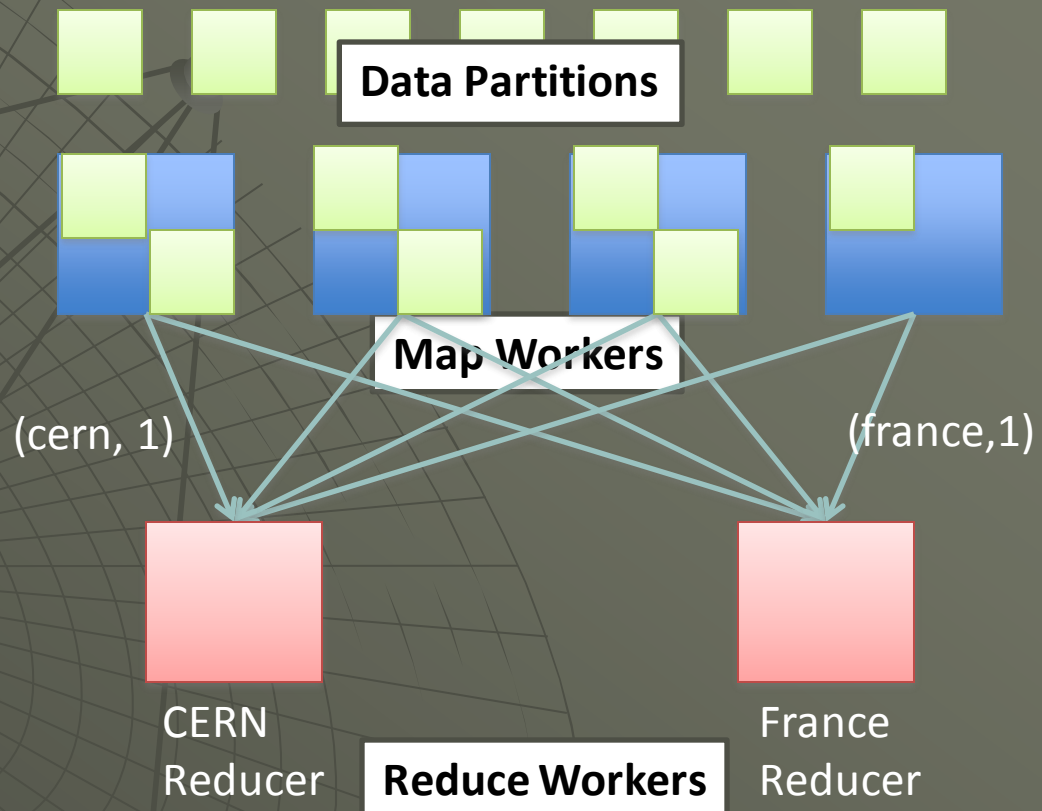 Data Partitions
Map Workers
(cern, 1)
(france,1)
CERN
Reducer
France
Reducer
Reduce Workers